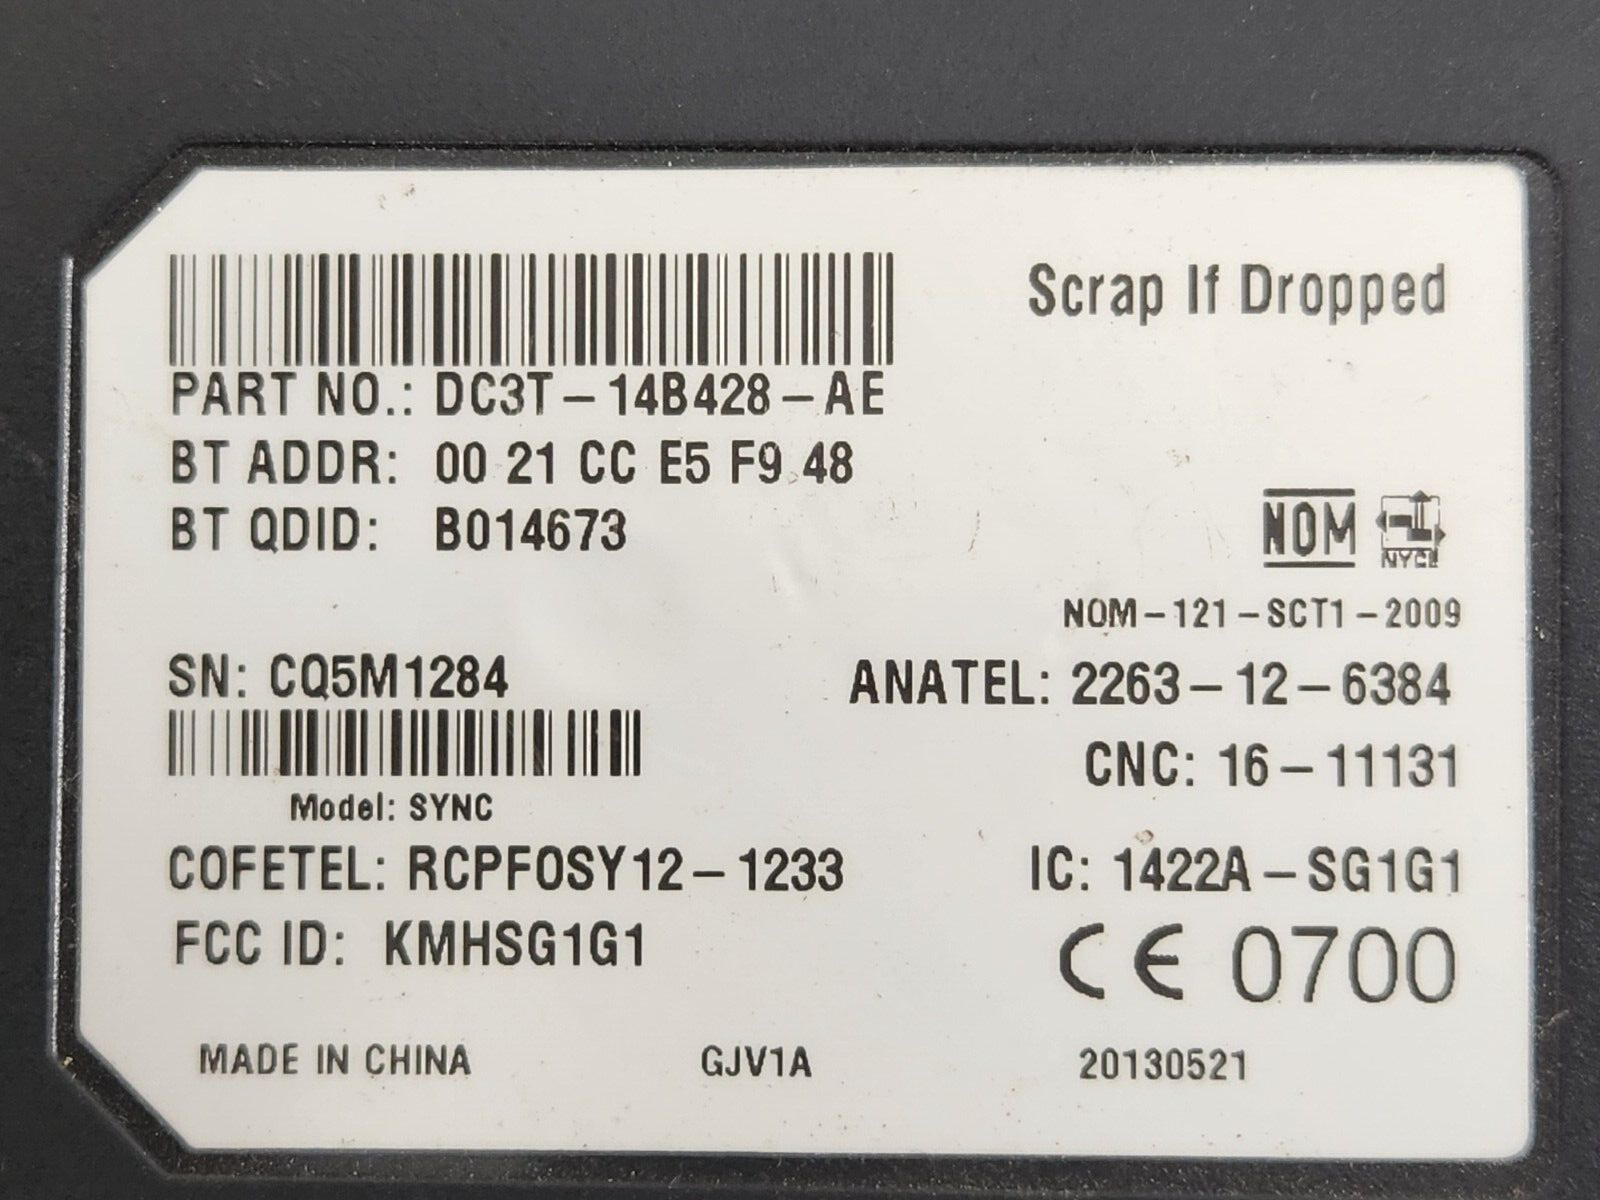 Scrap If Dropped
PART NO.: DC3T-14B428-AE
BT ADDR: 00 21 CC E5 F9 48
BT QDID: B014673
NOM NYCE
NOM-121-SCT1-2009
SN: CQ5M1284
ANATEL: 2263-12-6384
CNC: 16-11131
Model: SYNC
COFETEL: RCPFOSY12-1233
IC: 1422A-SG1G1
FCC ID: KMHSG1G1
CE 0700
MADE IN CHINA
GJV1A
20130521